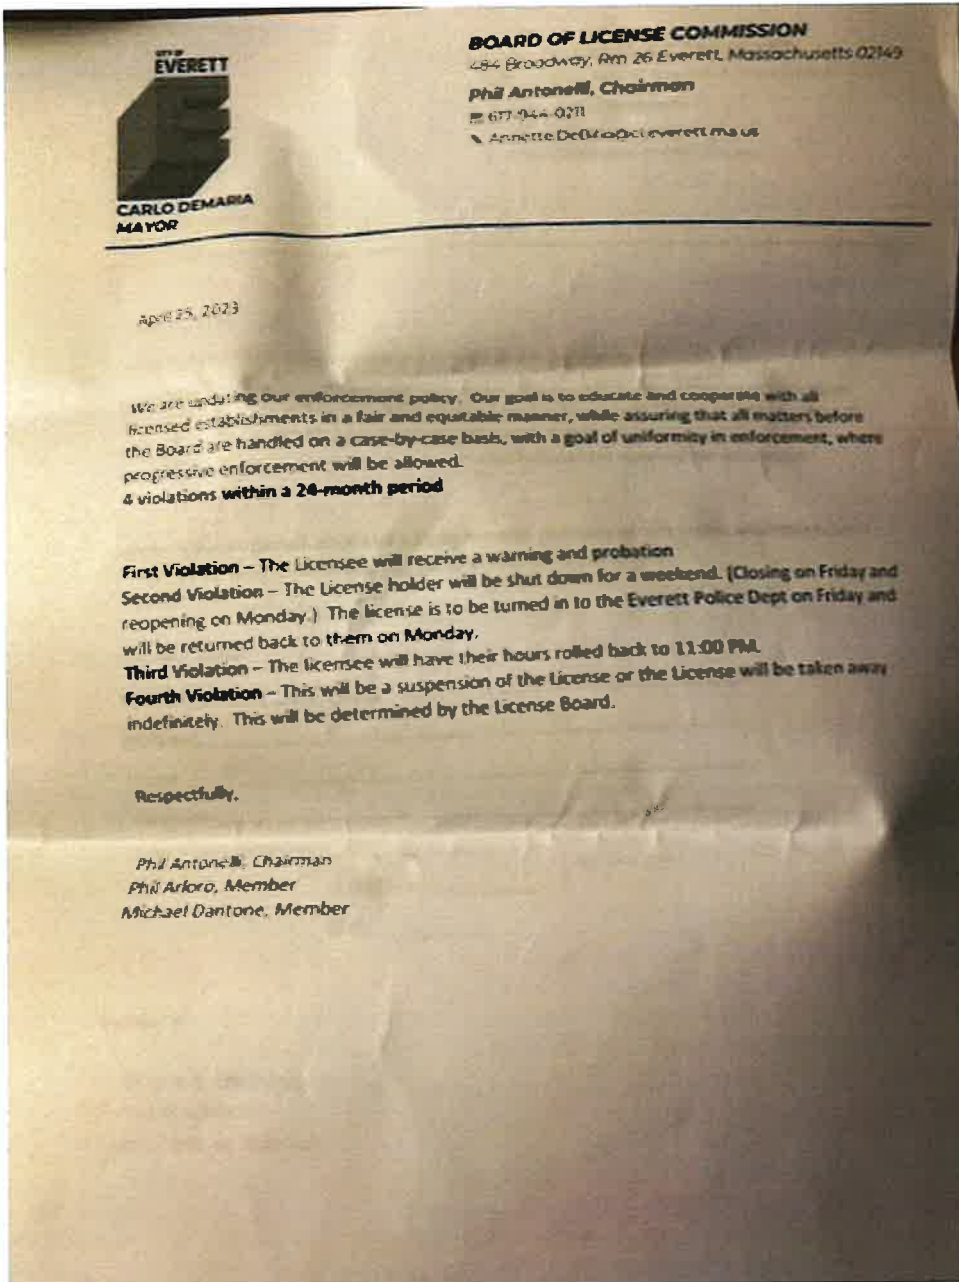 CITY OF
EVERETT
CARLO DEMARIA
MAYOR
BOARD OF LICENSE COMMISSION
484 Broadway, Rm 26 Everett, Massachusetts 02149
Phil Antonelli, Chairman
617-944-0211
April 25, 2023
We are updating our enforcement policy. Our goal is to educate and cooperate with all
licensed establishments in a fair and equitable manner, while assuring that all matters before
the Board are handled on a case-by-case basis, with a goal of uniformity in enforcement, where
progressive enforcement will be allowed.
4 violations within a 24-month period
First Violation – The Licensee will receive a warning and probation
Second Violation – The License holder will be shut down for a weekend. (Closing on Friday and
reopening on Monday.) The license is to be turned in to the Everett Police Dept on Friday and
will be returned back to them on Monday.
Third Violation – The licensee will have their hours rolled back to 11:00 PM.
Fourth Violation – This will be a suspension of the License or the License will be taken away
indefinitely. This will be determined by the License Board.
Respectfully,
Phil Antonelli, Chairman
Phil Arloro, Member
Michael Dantone, Member